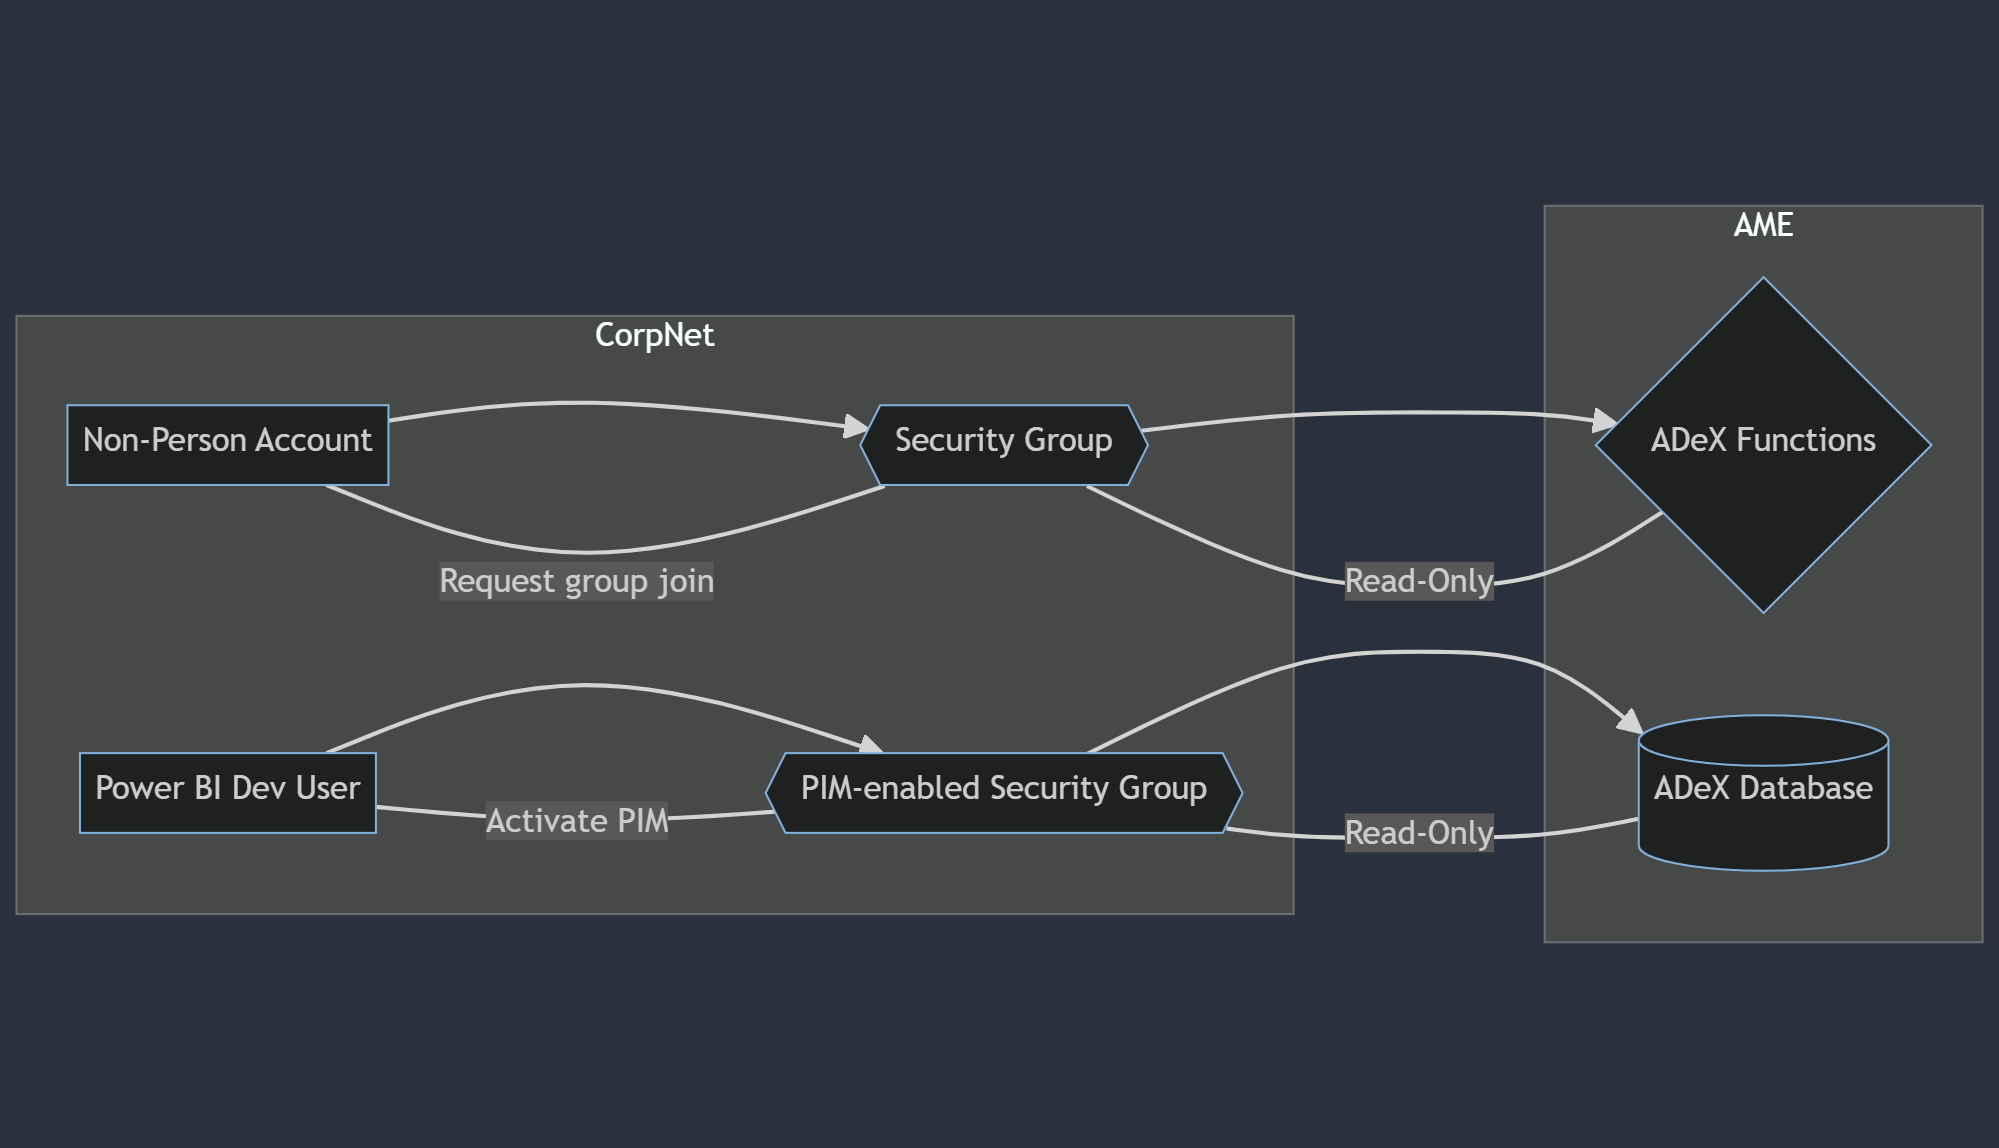 AME
CorpNet
Non-Person Account
Security Group
ADeX Functions
Request group join
Read-Only
Power BI Dev User
Activate PIM
PIM-enabled Security Group
Read-Only
ADeX Database